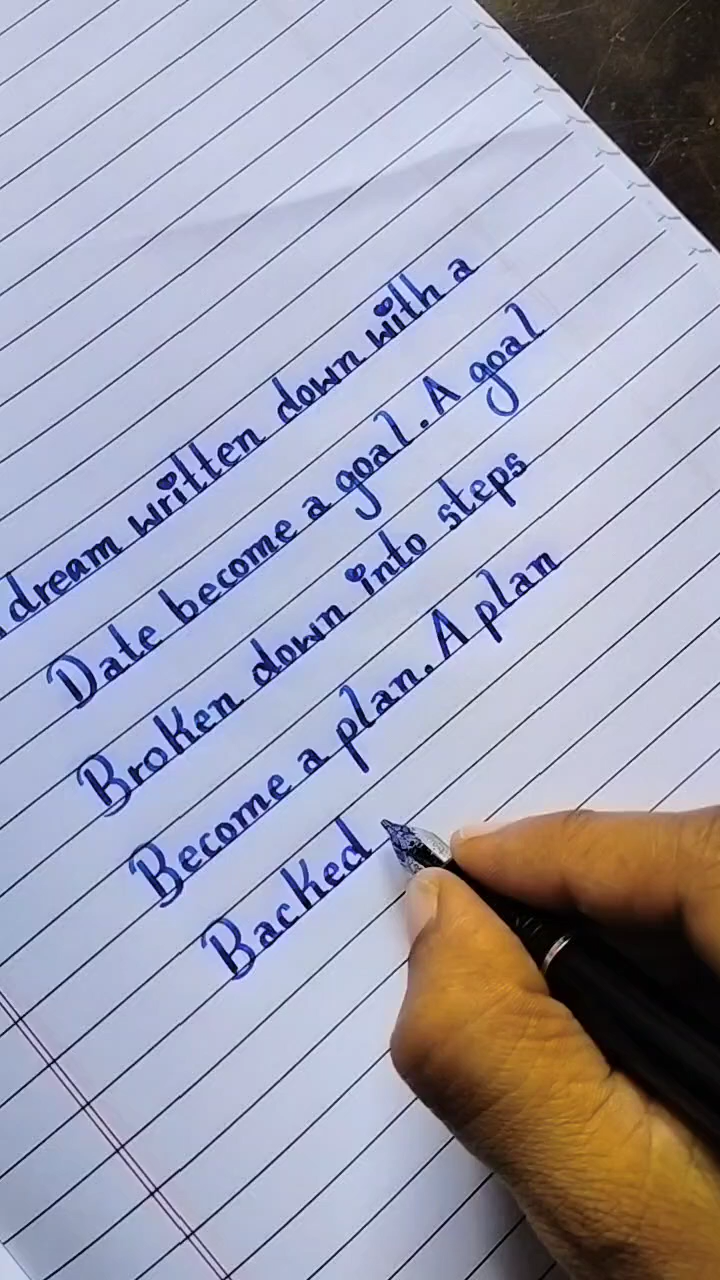 dream written down with a
Date become a goal. A goal
Broken down into steps
Become a plan. A plan
Backed